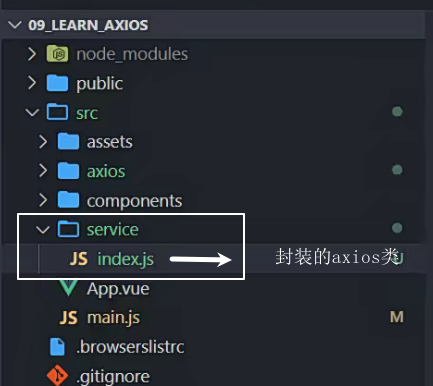 09_LEARN_AXIOS
node_modules
public
src
assets
axios
components
service
JS index.js 封装的axios类
App.vue
JS main.js M
.browserslistrc
.gitignore